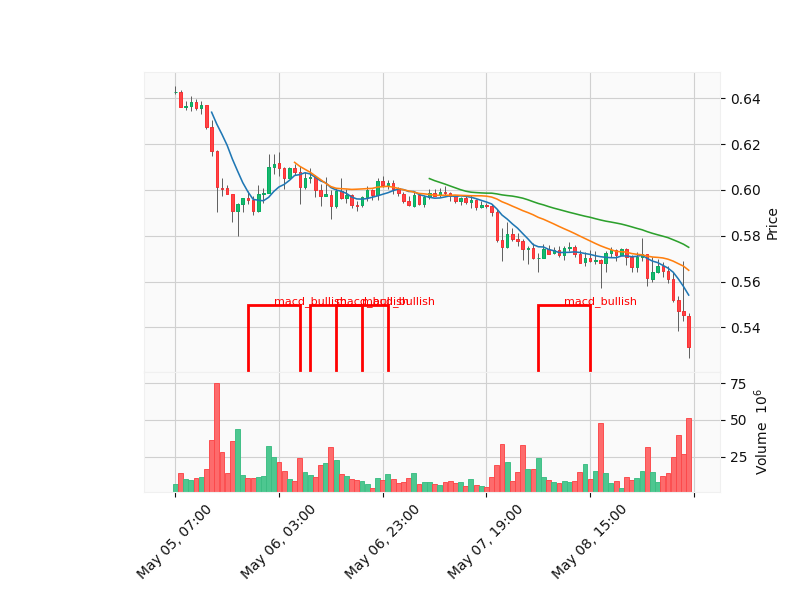 0.64
0.62
0.60
0.58
0.56
0.54
Price
macd_bullish
macd_bullish
macd_bullish
macd_bullish
75
50
25
Volume 10^6
May 05, 07:00
May 06, 03:00
May 06, 23:00
May 07, 19:00
May 08, 15:00